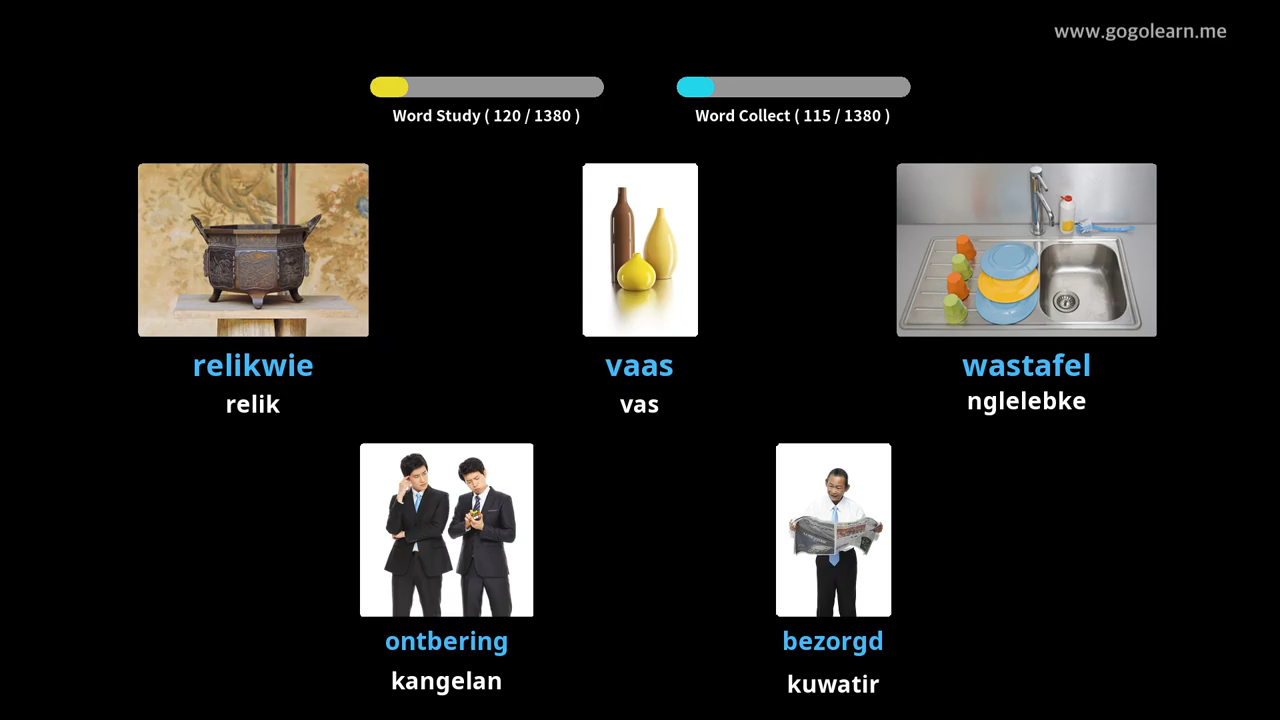 www.gogolearn.me
Word Study ( 120 / 1380 )
Word Collect ( 115 / 1380 )
relikwie
relik
vaas
vas
wastafel
nglelebke
ontbering
kangelan
bezorgd
kuwatir